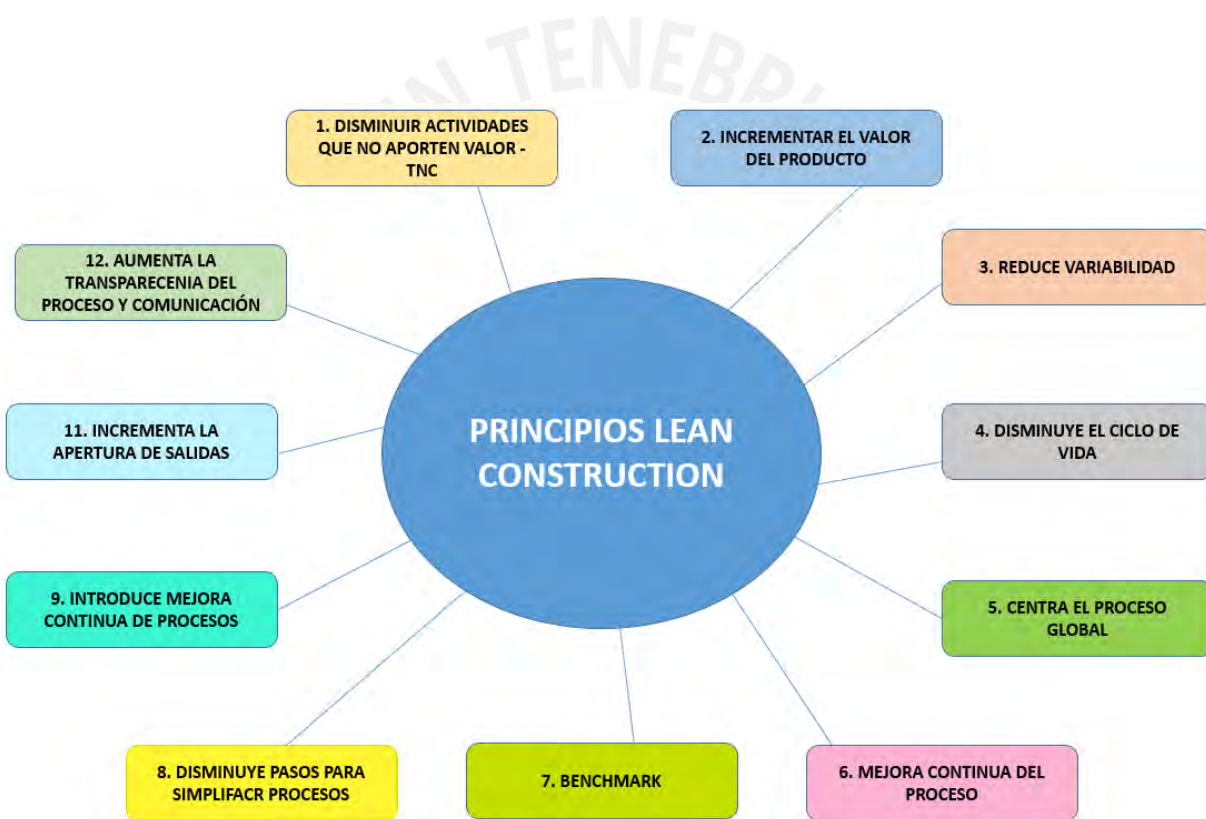 N TENEBR
1. DISMINUIR ACTIVIDADES
QUE NO APORTEN VALOR -
TNC
2. INCREMENTAR EL VALOR
DEL PRODUCTO
12. AUMENTA LA
TRANSPARECENIA DEL
PROCESO Y COMUNICACIÓN
3. REDUCE VARIABILIDAD
11. INCREMENTA LA
APERTURA DE SALIDAS
PRINCIPIOS LEAN
CONSTRUCTION
4. DISMINUYE EL CICLO DE
VIDA
9. INTRODUCE MEJORA
CONTINUA DE PROCESOS
5. CENTRA EL PROCESO
GLOBAL
8. DISMINUYE PASOS PARA
SIMPLIFACR PROCESOS
7. BENCHMARK
6. MEJORA CONTINUA DEL
PROCESO